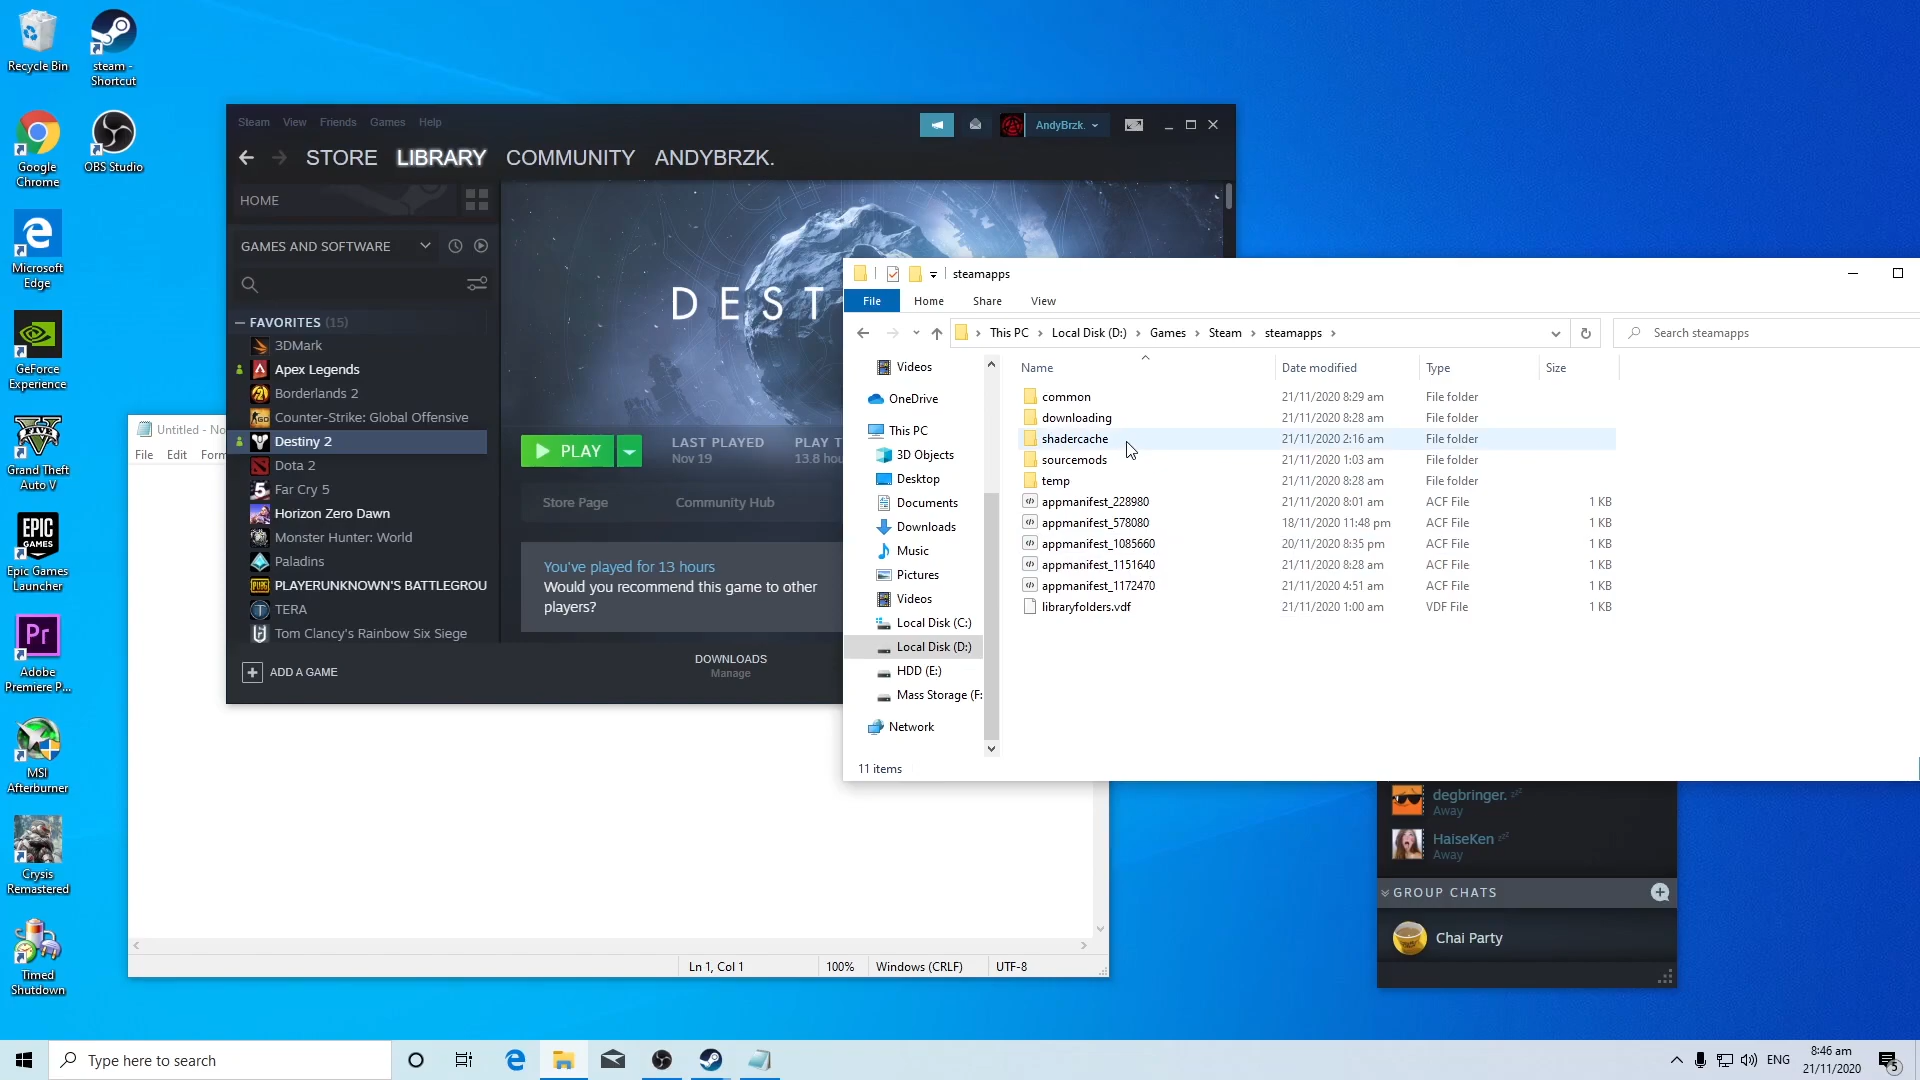 Recycle Bin
steam -
Shortcut
Google
Chrome
OBS Studio
Microsoft
Edge
GeForce
Experience
Grand Theft
Auto V
EPIC
GAMES
Epic Games
Launcher
Pr
Adobe
Premiere P...
MSI
Afterburner
Crysis
Remastered
Timed
Shutdown
Steam View Friends Games Help
AndyBrzk.
STORE LIBRARY COMMUNITY ANDYBRZK.
HOME
GAMES AND SOFTWARE
FAVORITES (15)
3DMark
Apex Legends
Borderlands 2
Counter-Strike: Global Offensive
Destiny 2
Dota 2
Far Cry 5
Horizon Zero Dawn
Monster Hunter: World
Paladins
PLAYERUNKNOWN'S BATTLEGROU
TERA
Tom Clancy's Rainbow Six Siege
ADD A GAME
DEST
PLAY
LAST PLAYED
Nov 19
PLAY T
13.8 hou
Store Page
Community Hub
You've played for 13 hours
Would you recommend this game to other
players?
DOWNLOADS
Manage
Untitled - No
File Edit Form
Ln 1, Col 1 100% Windows (CRLF) UTF-8
steamapps
File Home Share View
This PC Local Disk (D:) Games Steam steamapps
Search steamapps
Videos
OneDrive
This PC
3D Objects
Desktop
Documents
Downloads
Music
Pictures
Videos
Local Disk (C:)
Local Disk (D:)
HDD (E:)
Mass Storage (F:
Network
Name Date modified Type Size
common 21/11/2020 8:29 am File folder
downloading 21/11/2020 8:28 am File folder
shadercache 21/11/2020 2:16 am File folder
sourcemods 21/11/2020 1:03 am File folder
temp 21/11/2020 8:28 am File folder
appmanifest_228980 21/11/2020 8:01 am ACF File 1 KB
appmanifest_578080 18/11/2020 11:48 pm ACF File 1 KB
appmanifest_1085660 20/11/2020 8:35 pm ACF File 1 KB
appmanifest_1151640 21/11/2020 8:28 am ACF File 1 KB
appmanifest_1172470 21/11/2020 4:51 am ACF File 1 KB
libraryfolders.vdf 21/11/2020 1:00 am VDF File 1 KB
11 items
degbringer.
Away
HaiseKen
Away
GROUP CHATS
Chai Party
Type here to search
ENG
8:46 am
21/11/2020
5